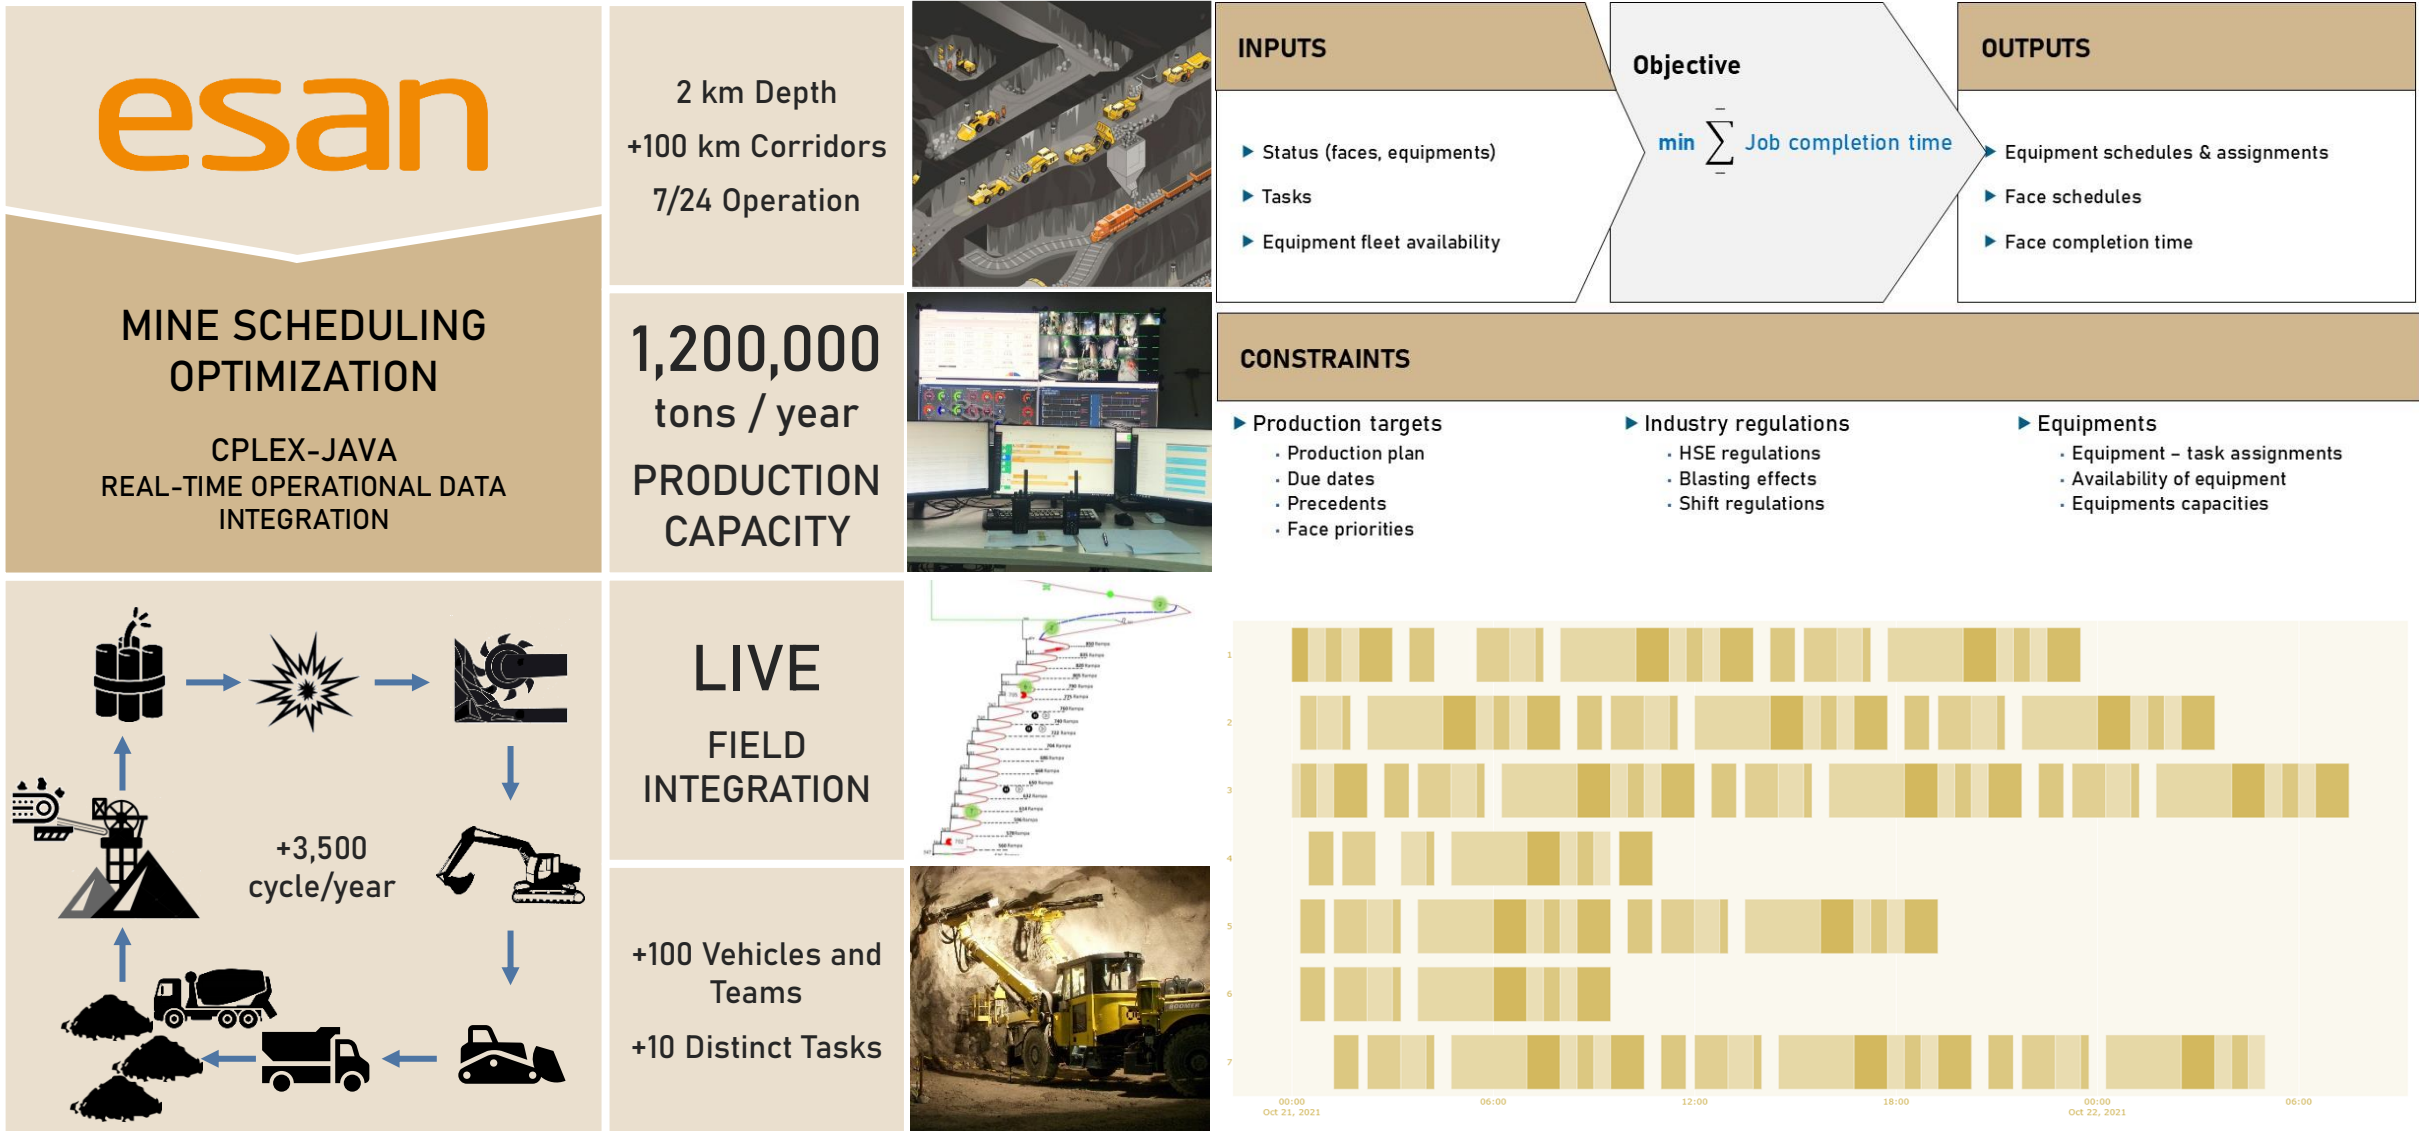 esan
MINE SCHEDULING
OPTIMIZATION
CPLEX-JAVA
REAL-TIME OPERATIONAL DATA
INTEGRATION
2 km Depth
+100 km Corridors
7/24 Operation
1,200,000
tons / year
PRODUCTION
CAPACITY
LIVE
FIELD
INTEGRATION
+3,500
cycle/year
+100 Vehicles and
Teams
+10 Distinct Tasks
BOOMER
INPUTS
Status (faces, equipments)
Tasks
Equipment fleet availability
Objective
min ∑ Job completion time
OUTPUTS
Equipment schedules & assignments
Face schedules
Face completion time
CONSTRAINTS
Production targets
Production plan
Due dates
Precedents
Face priorities
Industry regulations
HSE regulations
Blasting effects
Shift regulations
Equipments
Equipment – task assignments
Availability of equipment
Equipments capacities
1
2
3
4
5
6
7
00:00 06:00 12:00 18:00 00:00 06:00
Oct 21, 2021 Oct 22, 2021